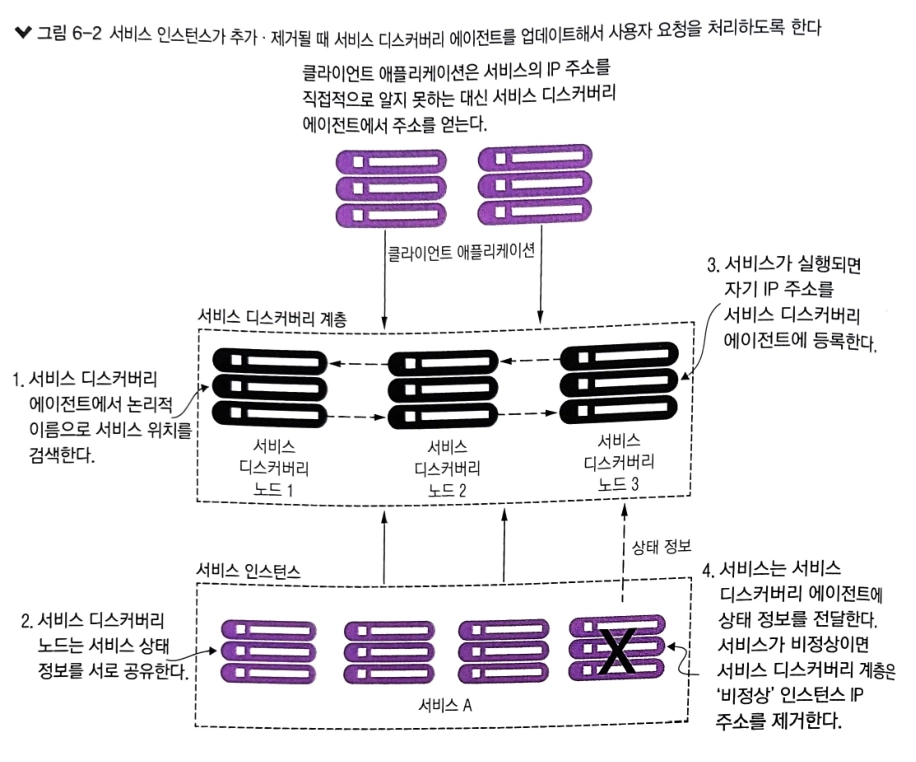 그림 6-2 서비스 인스턴스가 추가·제거될 때 서비스 디스커버리 에이전트를 업데이트해서 사용자 요청을 처리하도록 한다
클라이언트 애플리케이션은 서비스의 IP 주소를
직접적으로 알지 못하는 대신 서비스 디스커버리
에이전트에서 주소를 얻는다.
클라이언트 애플리케이션
3. 서비스가 실행되면
자기 IP 주소를
서비스 디스커버리
에이전트에 등록한다.
서비스 디스커버리 계층
1. 서비스 디스커버리
에이전트에서 논리적
이름으로 서비스 위치를
검색한다.
서비스
디스커버리
노드 1
서비스
디스커버리
노드 2
서비스
디스커버리
노드 3
상태 정보
서비스 인스턴스
2. 서비스 디스커버리
노드는 서비스 상태
정보를 서로 공유한다.
X
서비스 A
4. 서비스는 서비스
디스커버리 에이전트에
상태 정보를 전달한다.
서비스가 비정상이면
서비스 디스커버리 계층은
'비정상' 인스턴스 IP
주소를 제거한다.